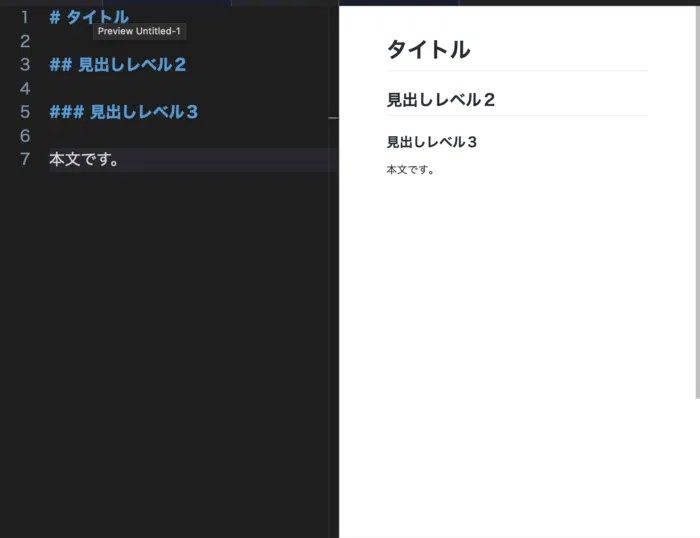 1 # タイトル
Preview Untitled-1
2
3 ## 見出しレベル２
4
5 ### 見出しレベル３
6
7 本文です。
タイトル
見出しレベル２
見出しレベル３
本文です。